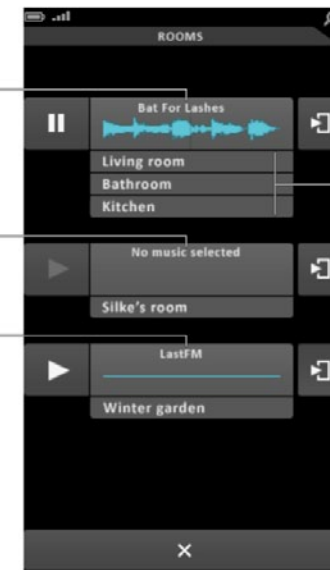 ROOMS
Bat For Lashes
Living room
Bathroom
Kitchen
No music selected
Silke's room
LastFM
Winter garden